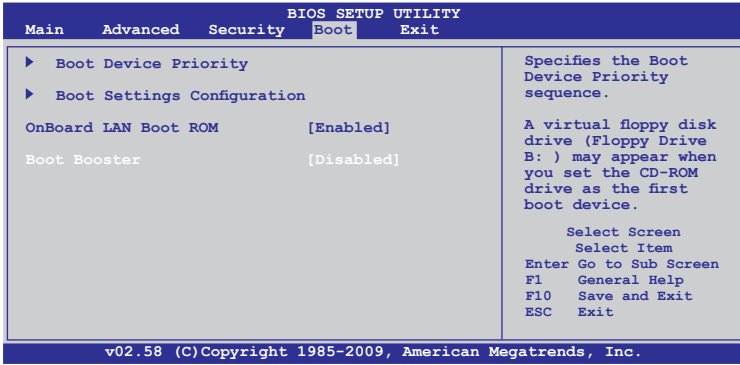 BIOS SETUP UTILITY
Main Advanced Security Boot Exit
Boot Device Priority
Boot Settings Configuration
OnBoard LAN Boot ROM [Enabled]
Boot Booster [Disabled]
Specifies the Boot
Device Priority
sequence.
A virtual floppy disk
drive (Floppy Drive
B: ) may appear when
you set the CD-ROM
drive as the first
boot device.
Select Screen
Select Item
Enter Go to Sub Screen
F1 General Help
F10 Save and Exit
ESC Exit
v02.58 (C)Copyright 1985-2009, American Megatrends, Inc.